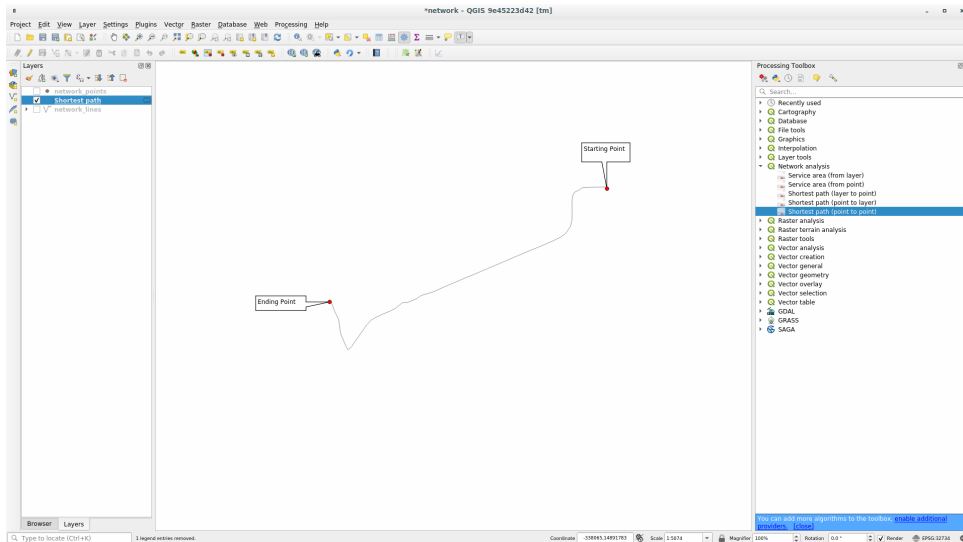 *network - QGIS 9e45223d42 [tm]
Project Edit View Layer Settings Plugins Vector Raster Database Web Processing Help
Layers
network_points
Shortest path
network_lines
Starting Point
Ending Point
Processing Toolbox
Search...
Recently used
Cartography
Database
File tools
Graphics
Interpolation
Layer tools
Network analysis
Service area (from layer)
Service area (from point)
Shortest path (layer to point)
Shortest path (point to layer)
Shortest path (point to point)
Raster analysis
Raster terrain analysis
Raster tools
Vector analysis
Vector creation
Vector general
Vector geometry
Vector overlay
Vector selection
Vector table
GDAL
GRASS
SAGA
You can add more algorithms to the toolbox, enable additional
providers. [close]
Browser Layers
Type to locate (Ctrl+K) 1 legend entries removed. Coordinate -338065,14891783 Scale 1:5074 Magnifier 100% Rotation 0,0 ° Render EPSG:32734